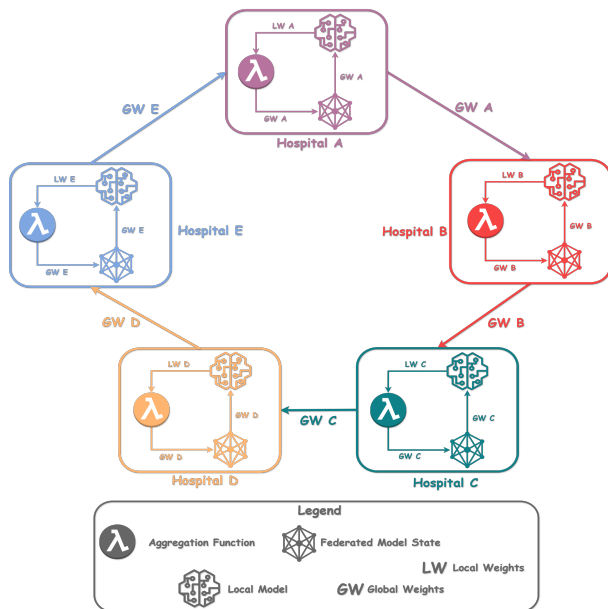 LW A
GW A
GW A
Hospital A
GW E
GW A
LW E
GW E
GW E
Hospital E
LW B
GW B
GW B
Hospital B
GW D
GW B
LW D
GW D
GW D
Hospital D
GW C
LW C
GW C
GW C
Hospital C
Legend
λ Aggregation Function
Federated Model State
LW Local Weights
Local Model
GW Global Weights